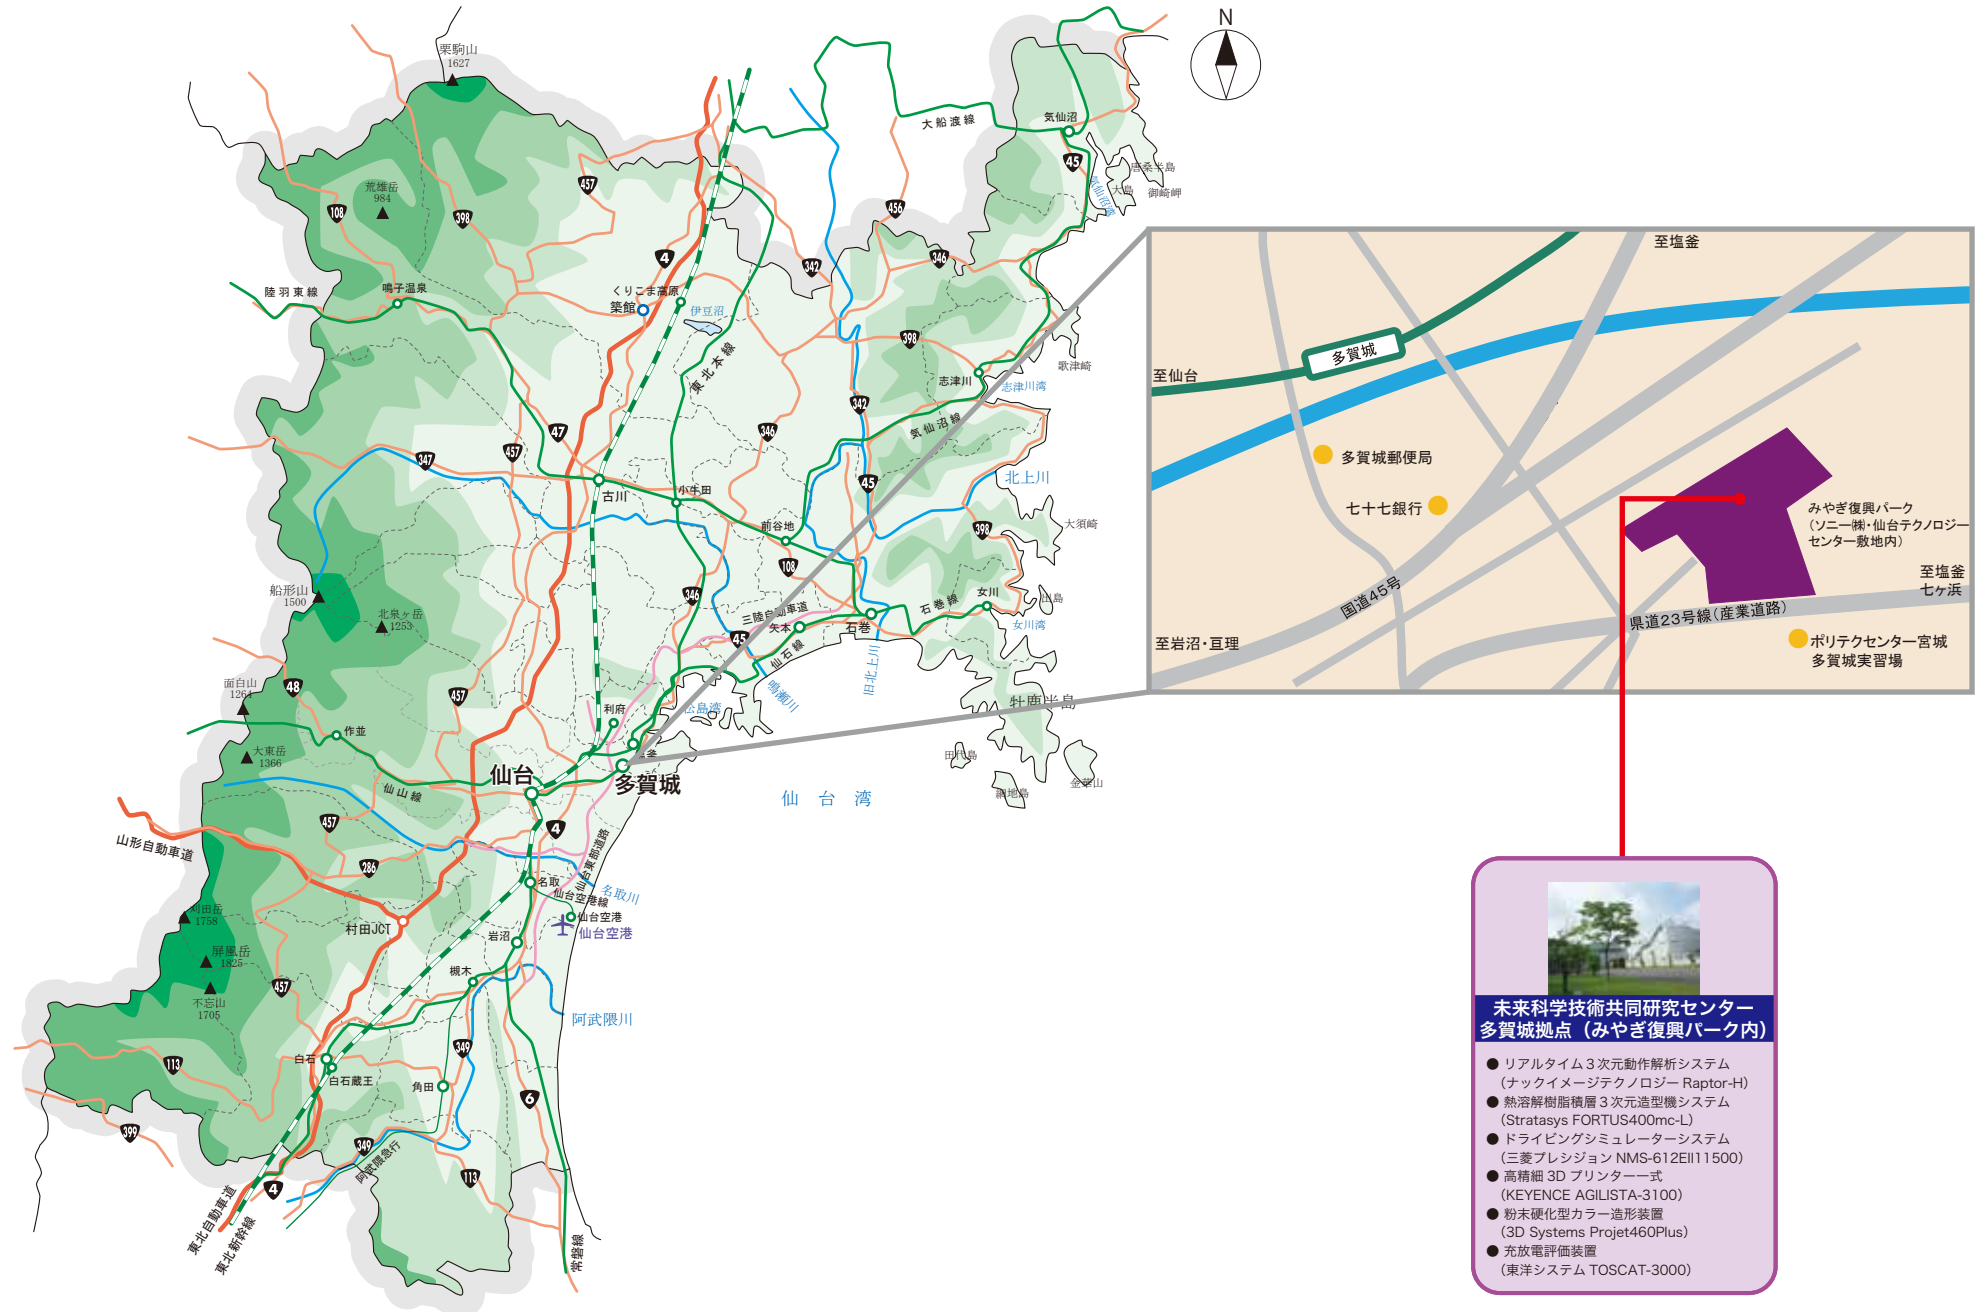 N
栗駒山
1627
大船渡線
気仙沼
45
唐桑半島
大島
御崎岬
気仙沼湾
荒雄岳
984
108
398
457
456
342
346
4
陸羽東線
鳴子温泉
くりこま高原
築館
伊豆沼
東北本線
398
志津川
志津川湾
歌津崎
342
気仙沼線
346
47
457
347
古川
小牛田
45
北上川
大須崎
398
前谷地
108
346
船形山
1500
北泉ヶ岳
1253
三陸自動車道
45
矢本
石巻
石巻線
女川
出島
女川湾
仙石線
旧北上川
鳴瀬川
牡鹿半島
面白山
1264
48
457
作並
利府
松島湾
大東岳
1366
田代島
網地島
金華山
仙台
多賀城
仙台湾
仙山線
457
4
山形自動車道
286
仙台東部道路
名取
名取川
仙台空港線
仙台空港
仙台空港
刈田岳
1758
村田JCT
岩沼
屏風岳
1825
槻木
不忘山
1705
457
阿武隈川
白石
349
113
白石蔵王
角田
6
399
349
阿武隈急行
113
4
東北自動車道
東北新幹線
常磐線
至塩釜
多賀城
至仙台
多賀城郵便局
七十七銀行
みやぎ復興パーク
（ソニー㈱・仙台テクノロジー
センター敷地内）
至塩釜
七ヶ浜
国道45号
県道23号線（産業道路）
至岩沼・亘理
ポリテクセンター宮城
多賀城実習場
未来科学技術共同研究センター
多賀城拠点（みやぎ復興パーク内）
● リアルタイム３次元動作解析システム
（ナックイメージテクノロジー Raptor-H）
● 熱溶解樹脂積層３次元造型機システム
（Stratasys FORTUS400mc-L）
● ドライビングシミュレーターシステム
（三菱プレシジョン NMS-612EII11500）
● 高精細 3D プリンター一式
（KEYENCE AGILISTA-3100）
● 粉末硬化型カラー造形装置
（3D Systems Projet460Plus）
● 充放電評価装置
（東洋システム TOSCAT-3000）